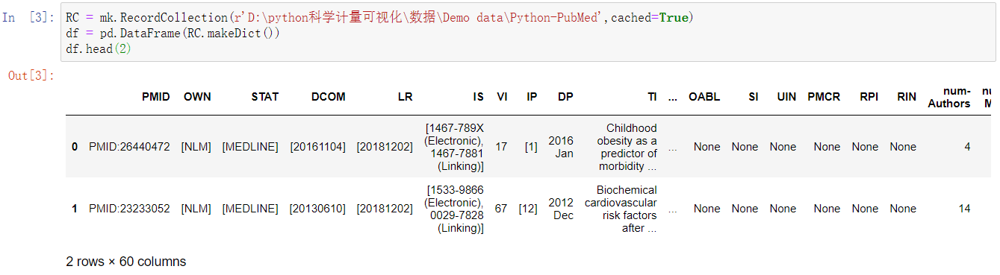 In [3]: RC = mk.RecordCollection(r'D:\python科学计量可视化\数据\Demo data\Python-PubMed',cached=True)
df = pd.DataFrame(RC.makeDict())
df.head(2)
Out[3]:
PMID OWN STAT DCOM LR IS VI IP DP TI ... OABL SI UIN PMCR RPI RIN num-
Authors
0 PMID:26440472 [NLM] [MEDLINE] [20161104] [20181202] [1467-789X
(Electronic),
1467-7881
(Linking)] 17 [1] 2016
Jan Childhood
obesity as a
predictor of
morbidity ... ... None None None None None None 4
1 PMID:23233052 [NLM] [MEDLINE] [20130610] [20181202] [1533-9866
(Electronic),
0029-7828
(Linking)] 67 [12] 2012
Dec Biochemical
cardiovascular
risk factors
after ... ... None None None None None None 14
2 rows × 60 columns